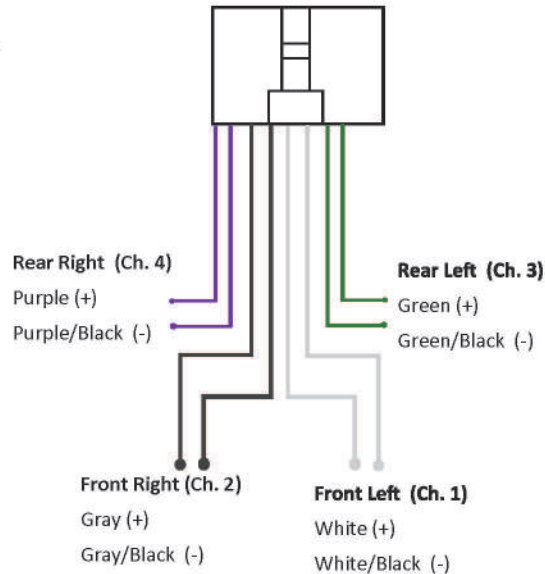 Rear Right (Ch. 4)
Purple (+)
Purple/Black (-)
Rear Left (Ch. 3)
Green (+)
Green/Black (-)
Front Right (Ch. 2)
Gray (+)
Gray/Black (-)
Front Left (Ch. 1)
White (+)
White/Black (-)